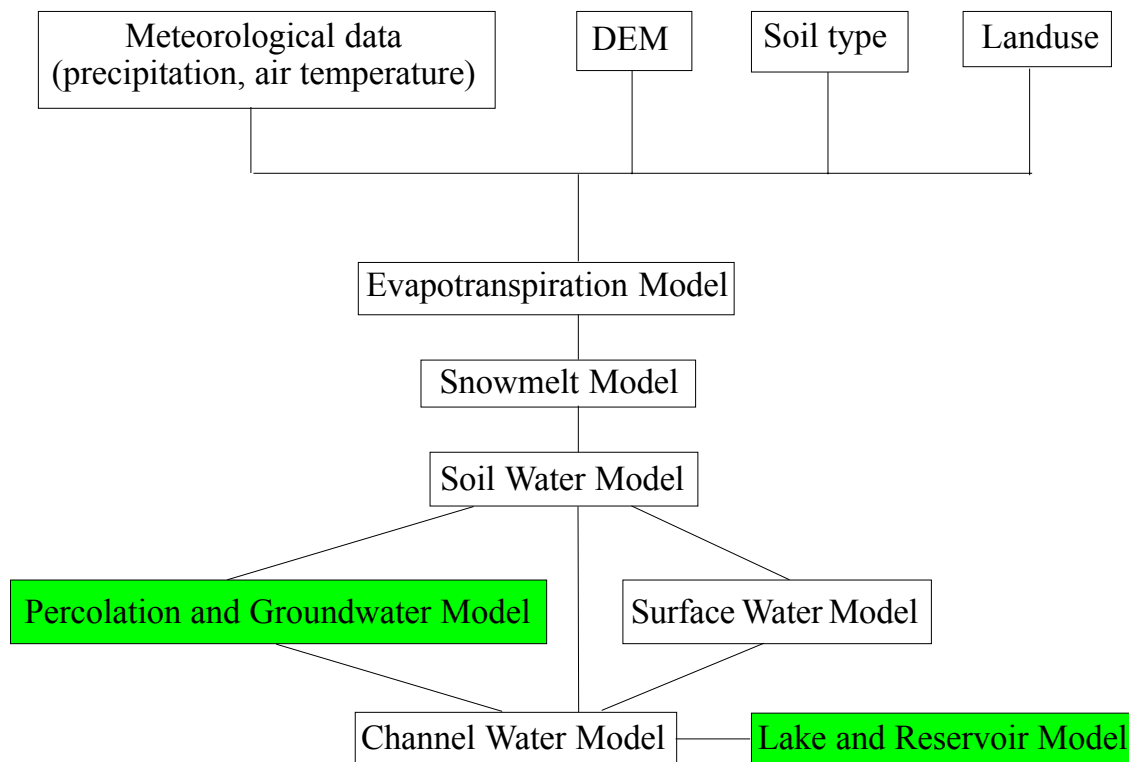 Meteorological data
(precipitation, air temperature)
DEM
Soil type
Landuse
Evapotranspiration Model
Snowmelt Model
Soil Water Model
Percolation and Groundwater Model
Surface Water Model
Channel Water Model
Lake and Reservoir Model